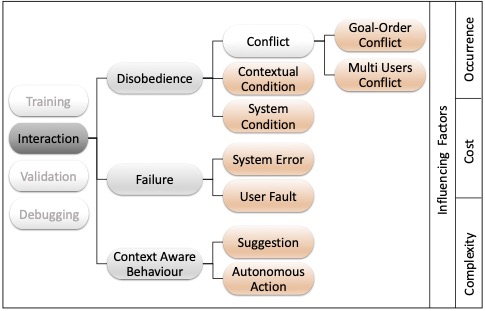 Training
Interaction
Validation
Debugging
Disobedience
Failure
Context Aware
Behaviour
Conflict
Contextual
Condition
System
Condition
System Error
User Fault
Suggestion
Autonomous
Action
Goal-Order
Conflict
Multi Users
Conflict
Influencing Factors
Occurrence
Cost
Complexity